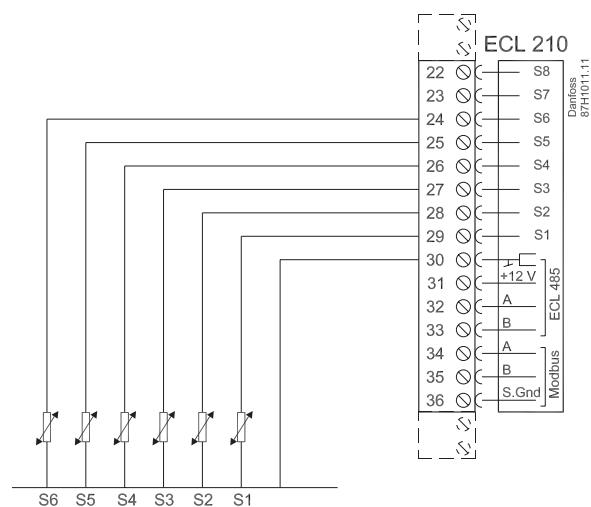 ECL 210
22 S8
23 S7
24 S6
25 S5
26 S4
27 S3
28 S2
29 S1
30
31 +12 V
32 A
33 B
ECL 485
34 A
35 B
36 S.Gnd
Modbus
Danfoss
87H1011.11
S6 S5 S4 S3 S2 S1